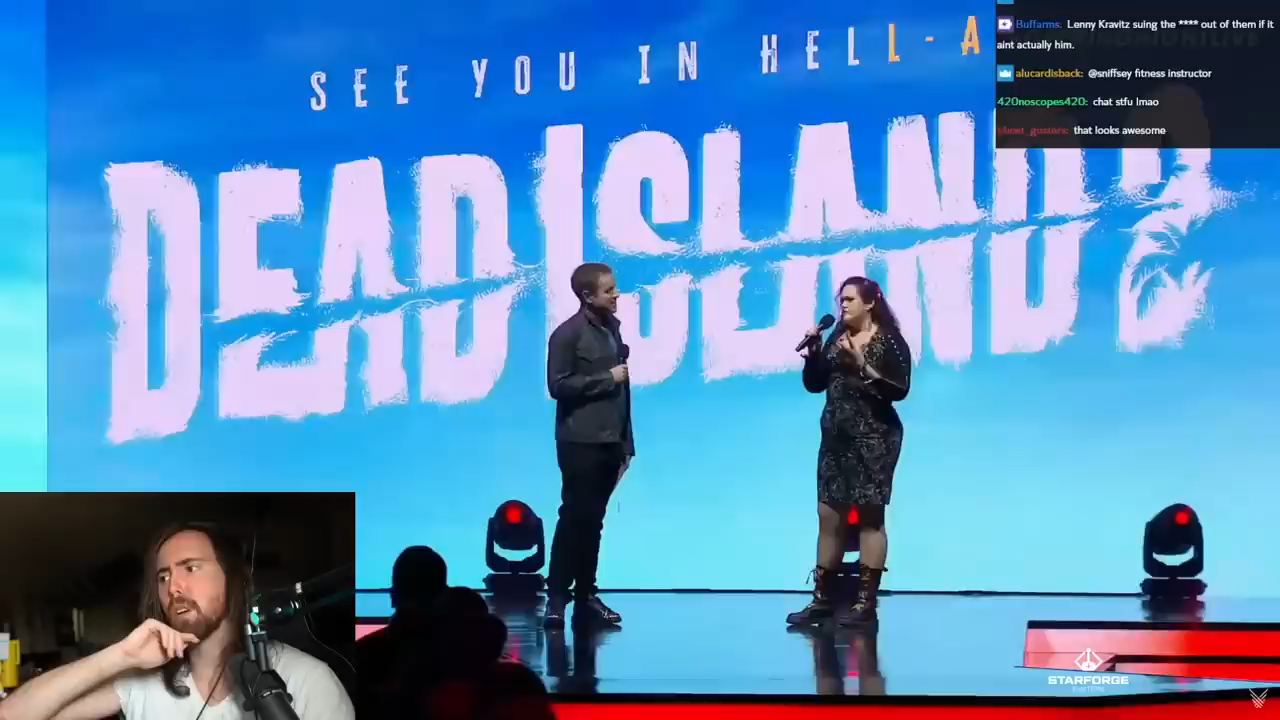 SEE YOU IN HELL-A
DEAD ISLAND 2
Buffarms: Lenny Kravitz suing the **** out of them if it
aint actually him.
alucardisback: @sniffsey fitness instructor
420noscopes420: chat stfu lmao
that looks awesome
STARFORGE
SYSTEMS